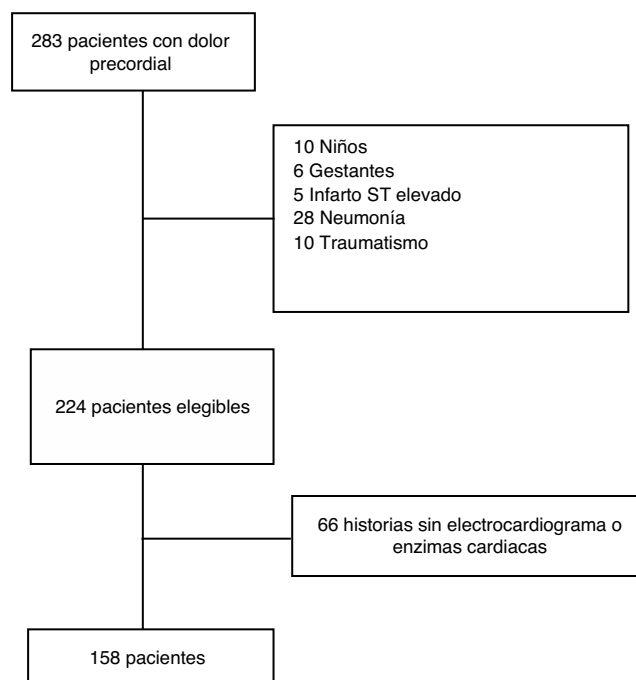 283 pacientes con dolor
precordial
10 Niños
6 Gestantes
5 Infarto ST elevado
28 Neumonía
10 Traumatismo
224 pacientes elegibles
66 historias sin electrocardiograma o
enzimas cardiacas
158 pacientes